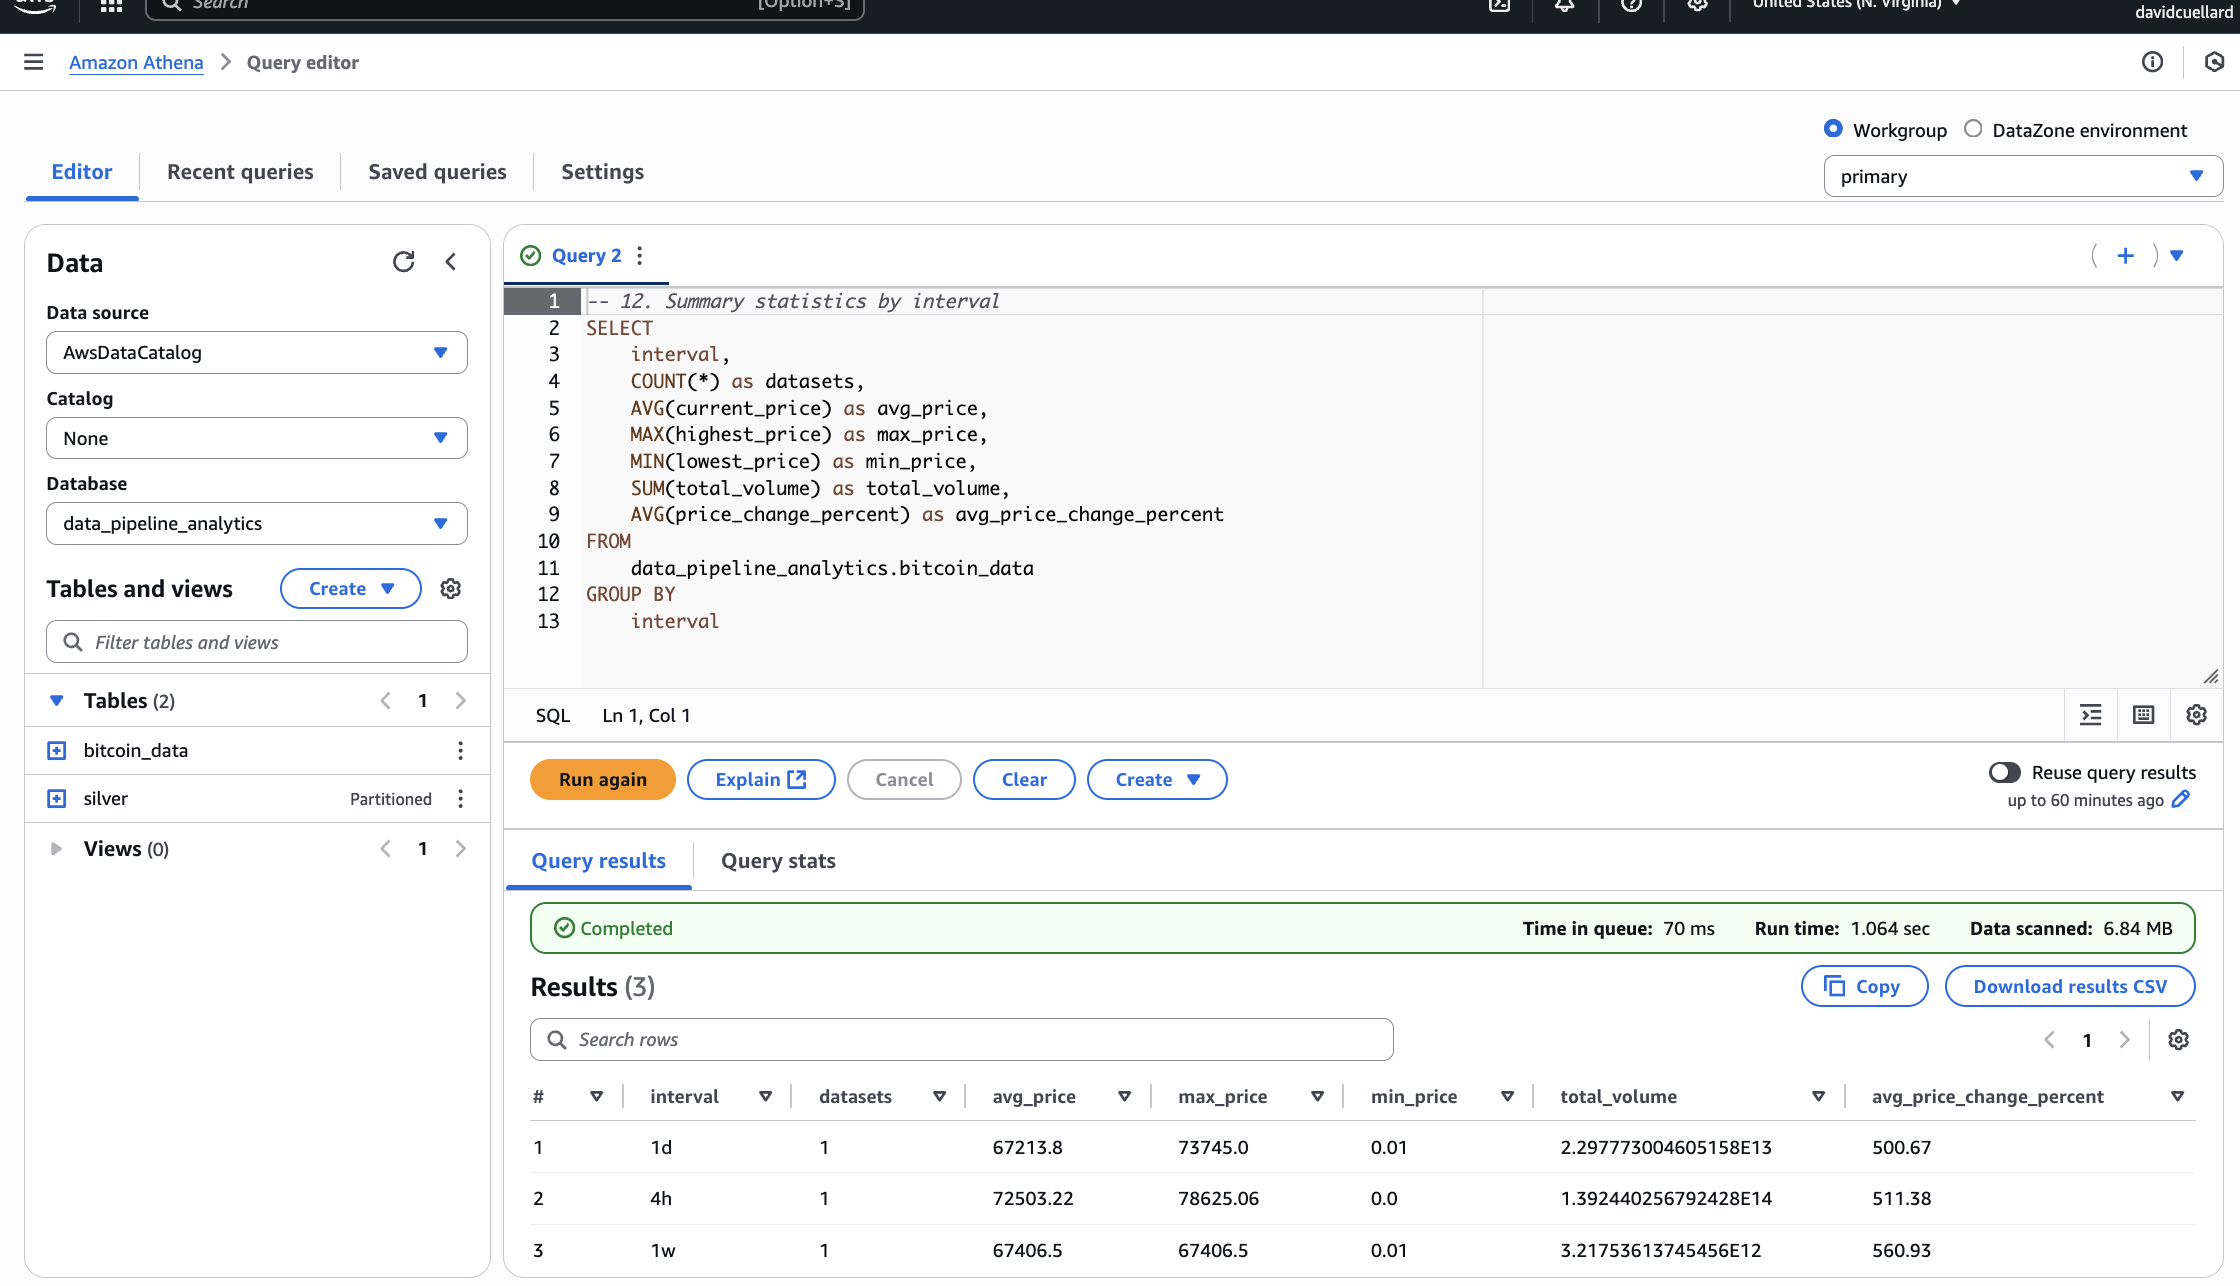 aws
Search
[Option+S]
United States (N. Virginia)
davidcuellard
Amazon Athena
Query editor
Workgroup
DataZone environment
primary
Editor
Recent queries
Saved queries
Settings
Data
Data source
AwsDataCatalog
Catalog
None
Database
data_pipeline_analytics
Tables and views
Create
Filter tables and views
Tables (2)
1
bitcoin_data
silver
Partitioned
Views (0)
1
Query 2
1 -- 12. Summary statistics by interval
2 SELECT
3 interval,
4 COUNT(*) as datasets,
5 AVG(current_price) as avg_price,
6 MAX(highest_price) as max_price,
7 MIN(lowest_price) as min_price,
8 SUM(total_volume) as total_volume,
9 AVG(price_change_percent) as avg_price_change_percent
10 FROM
11 data_pipeline_analytics.bitcoin_data
12 GROUP BY
13 interval
SQL Ln 1, Col 1
Run again
Explain
Cancel
Clear
Create
Reuse query results
up to 60 minutes ago
Query results
Query stats
Completed
Time in queue: 70 ms Run time: 1.064 sec Data scanned: 6.84 MB
Results (3)
Copy
Download results CSV
Search rows
1
# interval datasets avg_price max_price min_price total_volume avg_price_change_percent
1 1d 1 67213.8 73745.0 0.01 2.297773004605158E13 500.67
2 4h 1 72503.22 78625.06 0.0 1.392440256792428E14 511.38
3 1w 1 67406.5 67406.5 0.01 3.21753613745456E12 560.93